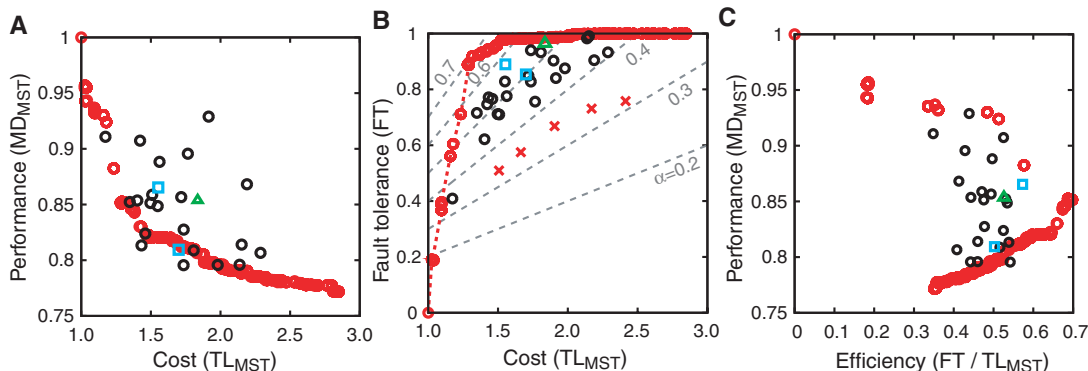 A
Performance (MD_MST)
1
0.95
0.9
0.85
0.8
0.75
1.0 1.5 2.0 2.5 3.0
Cost (TL_MST)
B
Fault tolerance (FT)
1
0.8
0.6
0.4
0.2
0
0.7
0.6
0.4
0.3
α=0.2
1.0 1.5 2.0 2.5 3.0
Cost (TL_MST)
C
Performance (MD_MST)
1
0.95
0.9
0.85
0.8
0.75
0 0.1 0.2 0.3 0.4 0.5 0.6 0.7
Efficiency (FT / TL_MST)